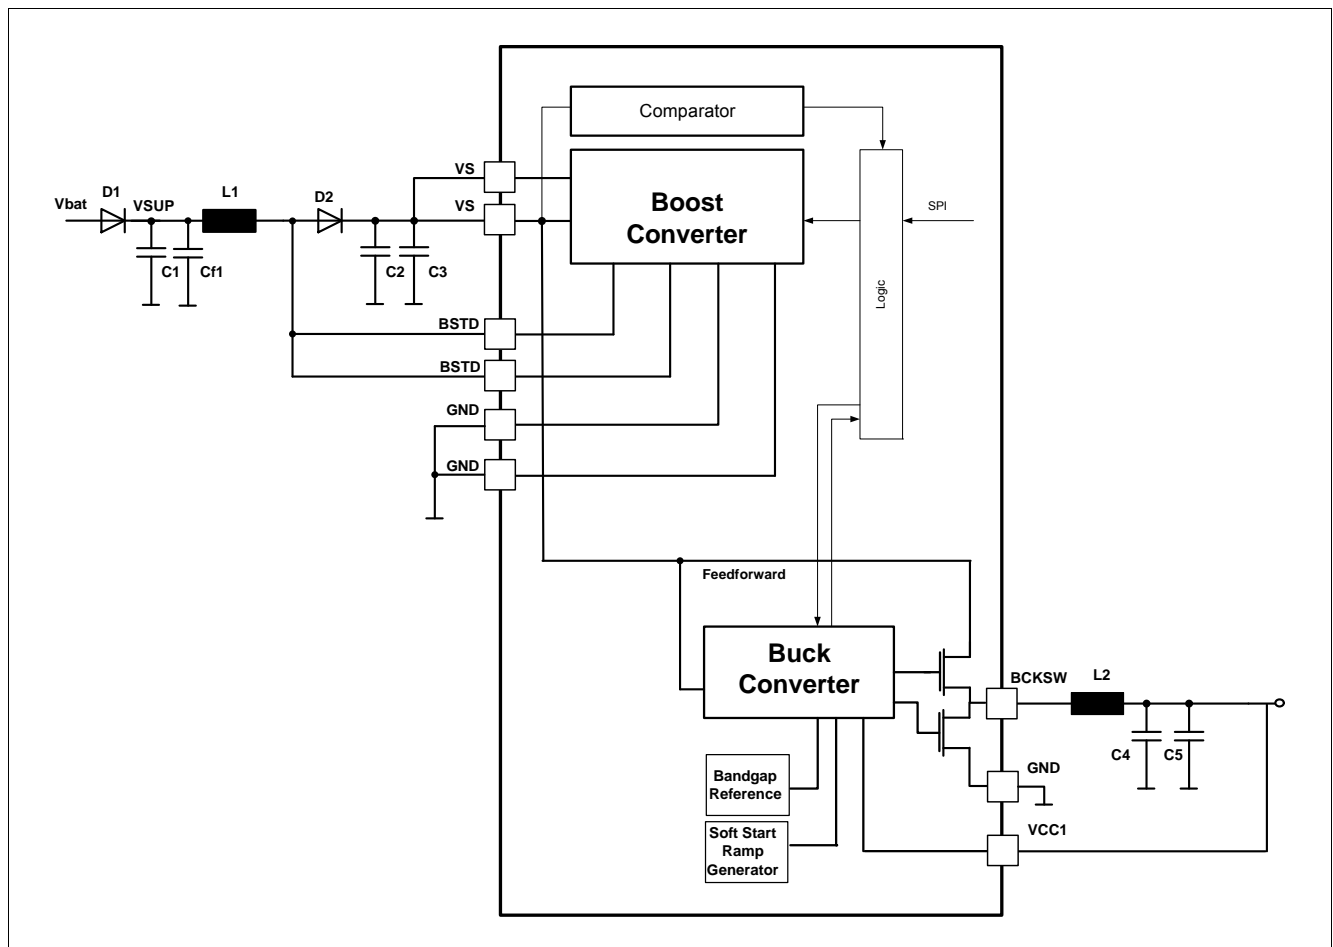 Comparator
VS
Boost
Converter
D1
L1
D2
Vbat
VSUP
VS
SPI
C1
Cf1
C2
C3
Logic
BSTD
BSTD
GND
GND
Feedforward
Buck
Converter
BCKSW
L2
C4
C5
GND
Bandgap
Reference
VCC1
Soft Start
Ramp
Generator